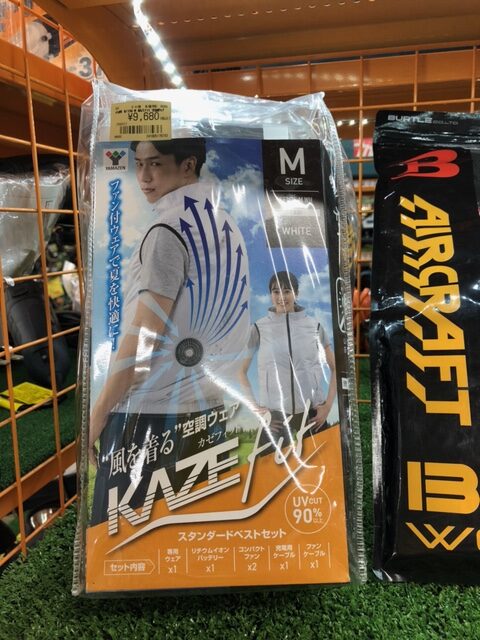 ¥9,680
YAMAZEN
M
SIZE
WHITE
ファン付ウェアで夏を快適に！
"風を着る"空調ウェア
カゼフィット
KAZE fit
UV CUT
90%以上
スタンダードベストセット
セット内容
専用
ウェア
x1
リチウムイオン
バッテリー
x1
コンパクト
ファン
x2
充電用
ケーブル
x1
ファン
ケーブル
x1
BURTLE
AIRCRAFT